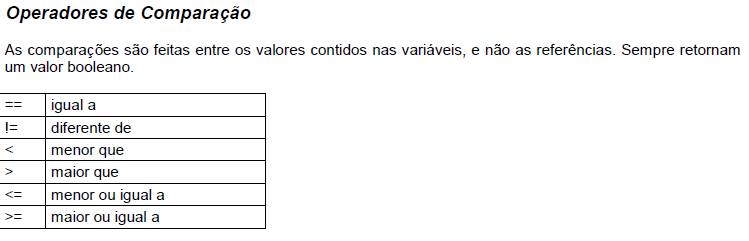 Operadores de Comparação
As comparações são feitas entre os valores contidos nas variáveis, e não as referências. Sempre retornam
um valor booleano.
== igual a
!= diferente de
< menor que
> maior que
<= menor ou igual a
>= maior ou igual a